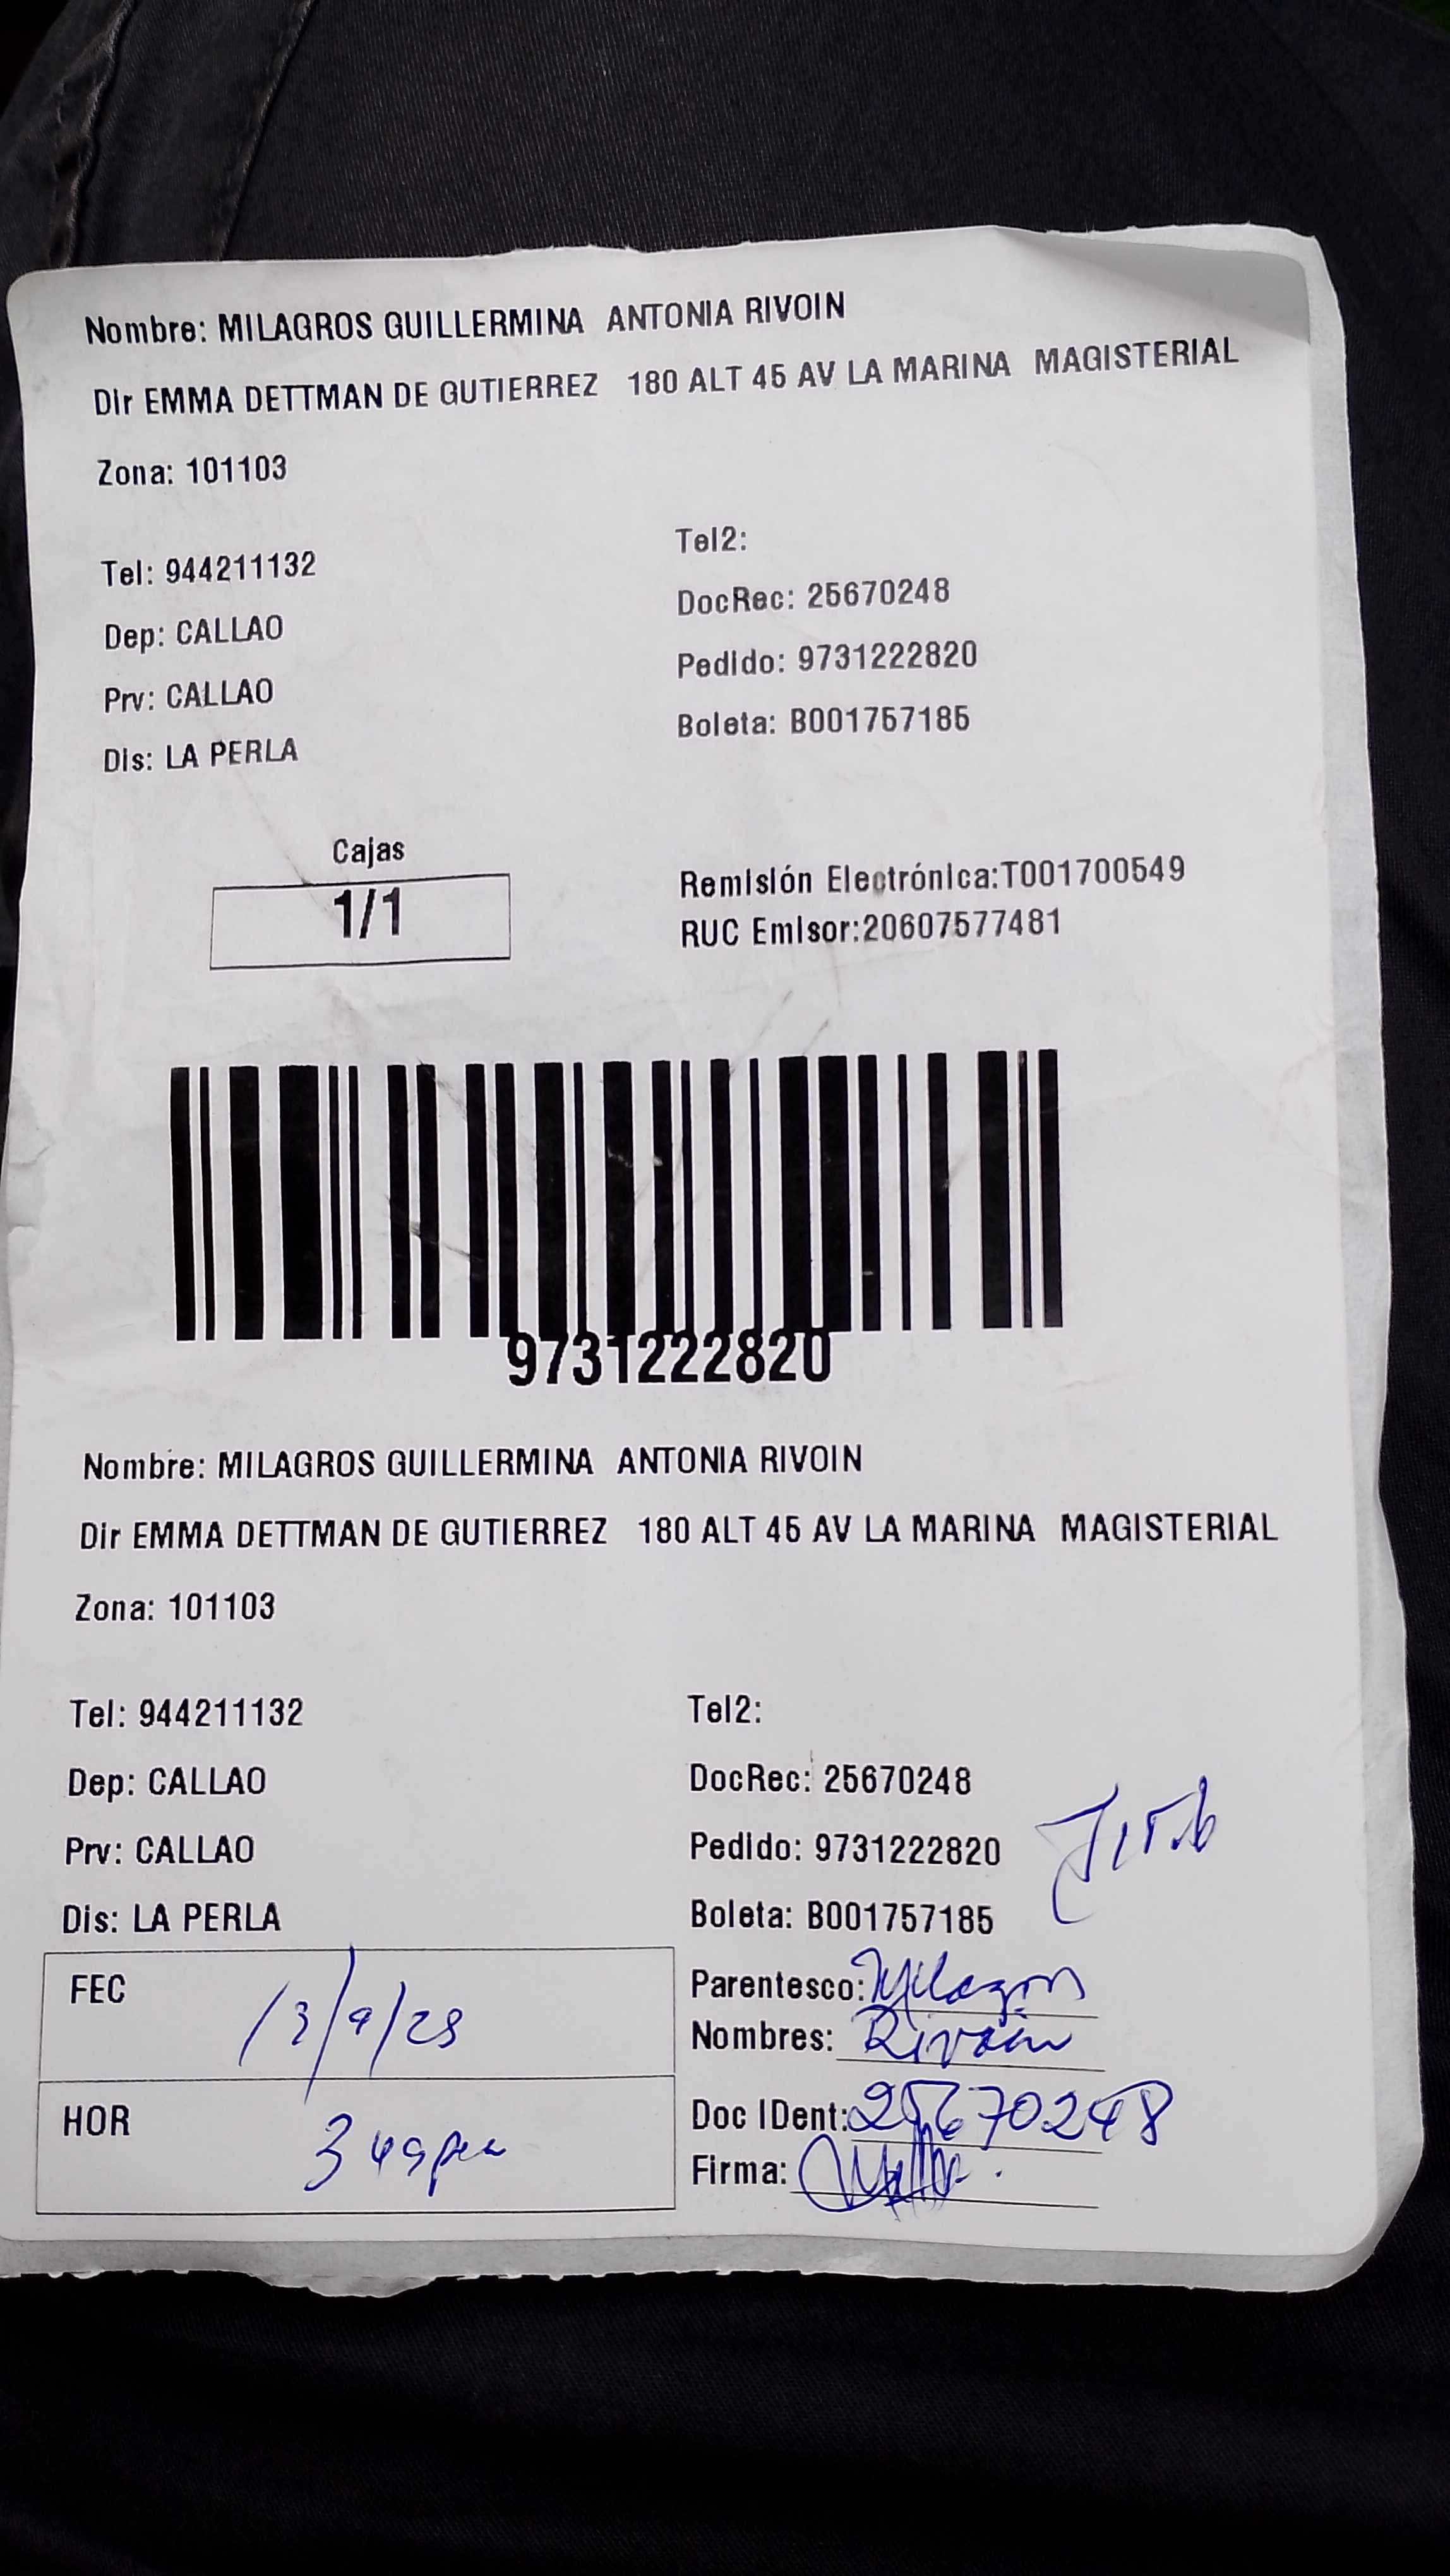 Nombre: MILAGROS GUILLERMINA ANTONIA RIVOIN
Dir EMMA DETTMAN DE GUTIERREZ 180 ALT 45 AV LA MARINA MAGISTERIAL
Zona: 101103
Tel: 944211132
Dep: CALLAO
Prv: CALLAO
Dis: LA PERLA
Tel2:
DocRec: 25670248
Pedido: 9731222820
Boleta: B001757185
Cajas
1/1
Remisión Electrónica:T001700549
RUC Emisor:20607577481
9731222820
Nombre: MILAGROS GUILLERMINA ANTONIA RIVOIN
Dir EMMA DETTMAN DE GUTIERREZ 180 ALT 45 AV LA MARINA MAGISTERIAL
Zona: 101103
Tel: 944211132
Dep: CALLAO
Prv: CALLAO
Dis: LA PERLA
Tel2:
DocRec: 25670248
Pedido: 9731222820
Boleta: B001757185
FEC
HOR
Parentesco: Milagros
Nombres: Rivoin
Doc IDent: 25670248
Firma: